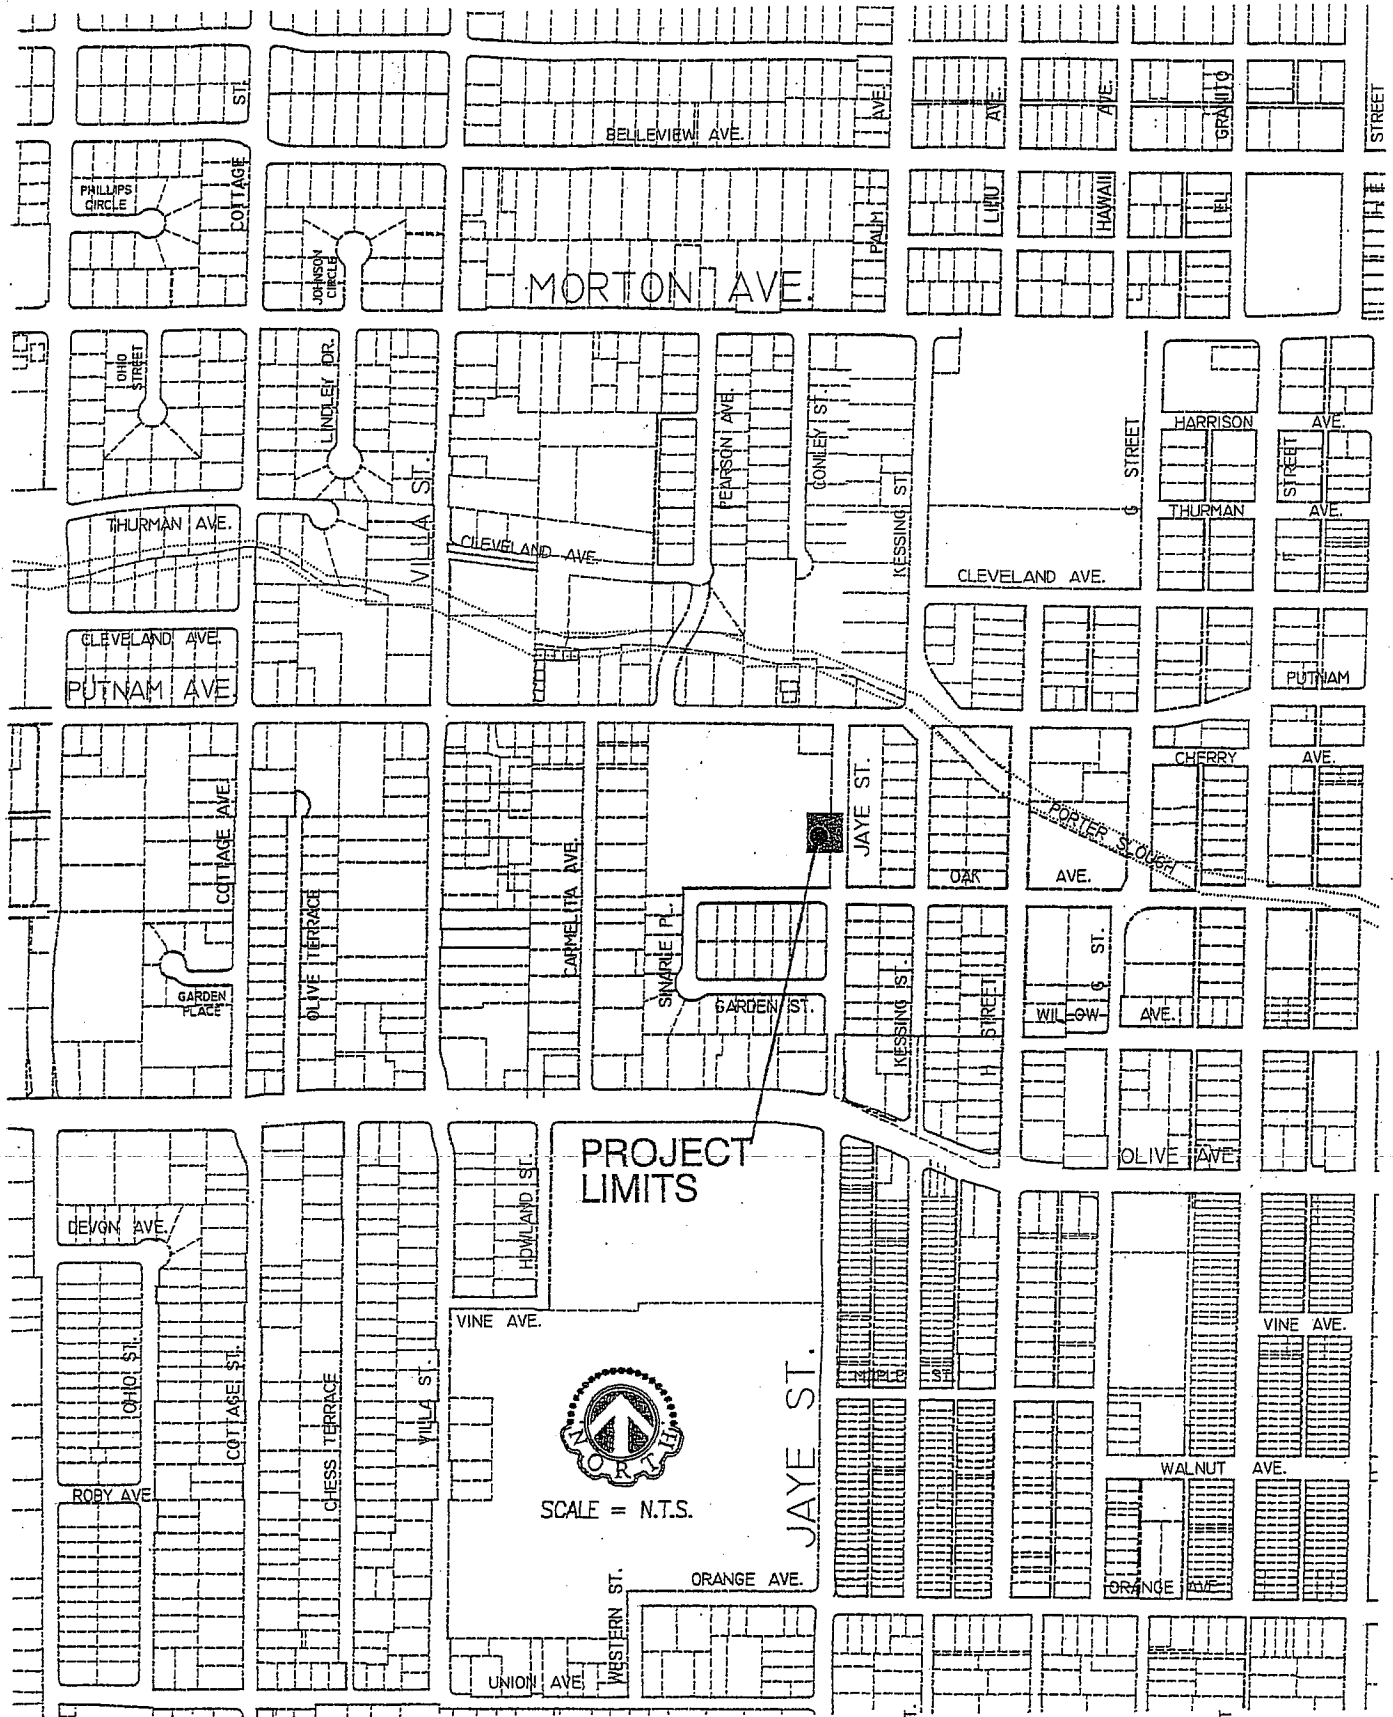 ST.
AVE.
AVE.
AVE.
GRANITO
STREET
BELLEVIEW AVE.
PHILLIPS
CIRCLE
COTTAGE
JOHNSON
CIRCLE
PALM
LINU
HAWAII
EL
MORTON AVE.
OHIO
STREET
LINDLEY DR.
VILLA ST.
PEARSON AVE.
CONLEY ST.
KESSING ST.
G STREET
HARRISON AVE.
STREET
THURMAN AVE.
THURMAN AVE.
F
CLEVELAND AVE.
CLEVELAND AVE.
CLEVELAND AVE.
PUTNAM AVE.
PUTNAM
CHERRY AVE.
COTTAGE AVE.
JAYE ST.
PORTER SLOUGH
OAK AVE.
OLIVE TERRACE
CARMELITA AVE.
SINARLE PL.
GARDEN
PLACE
GARDEN ST.
KESSING ST.
H STREET
G ST.
WILLOW AVE.
PROJECT
LIMITS
OLIVE AVE.
DEVON AVE.
HOWLAND ST.
VINE AVE.
VINE AVE.
OHIO ST.
COTTAGE ST.
CHESS TERRACE
VILLA ST.
MAPLE ST.
NORTH
JAYE ST.
WALNUT AVE.
ROBY AVE.
SCALE = N.T.S.
ORANGE AVE.
ORANGE AVE.
WESTERN ST.
UNION AVE.